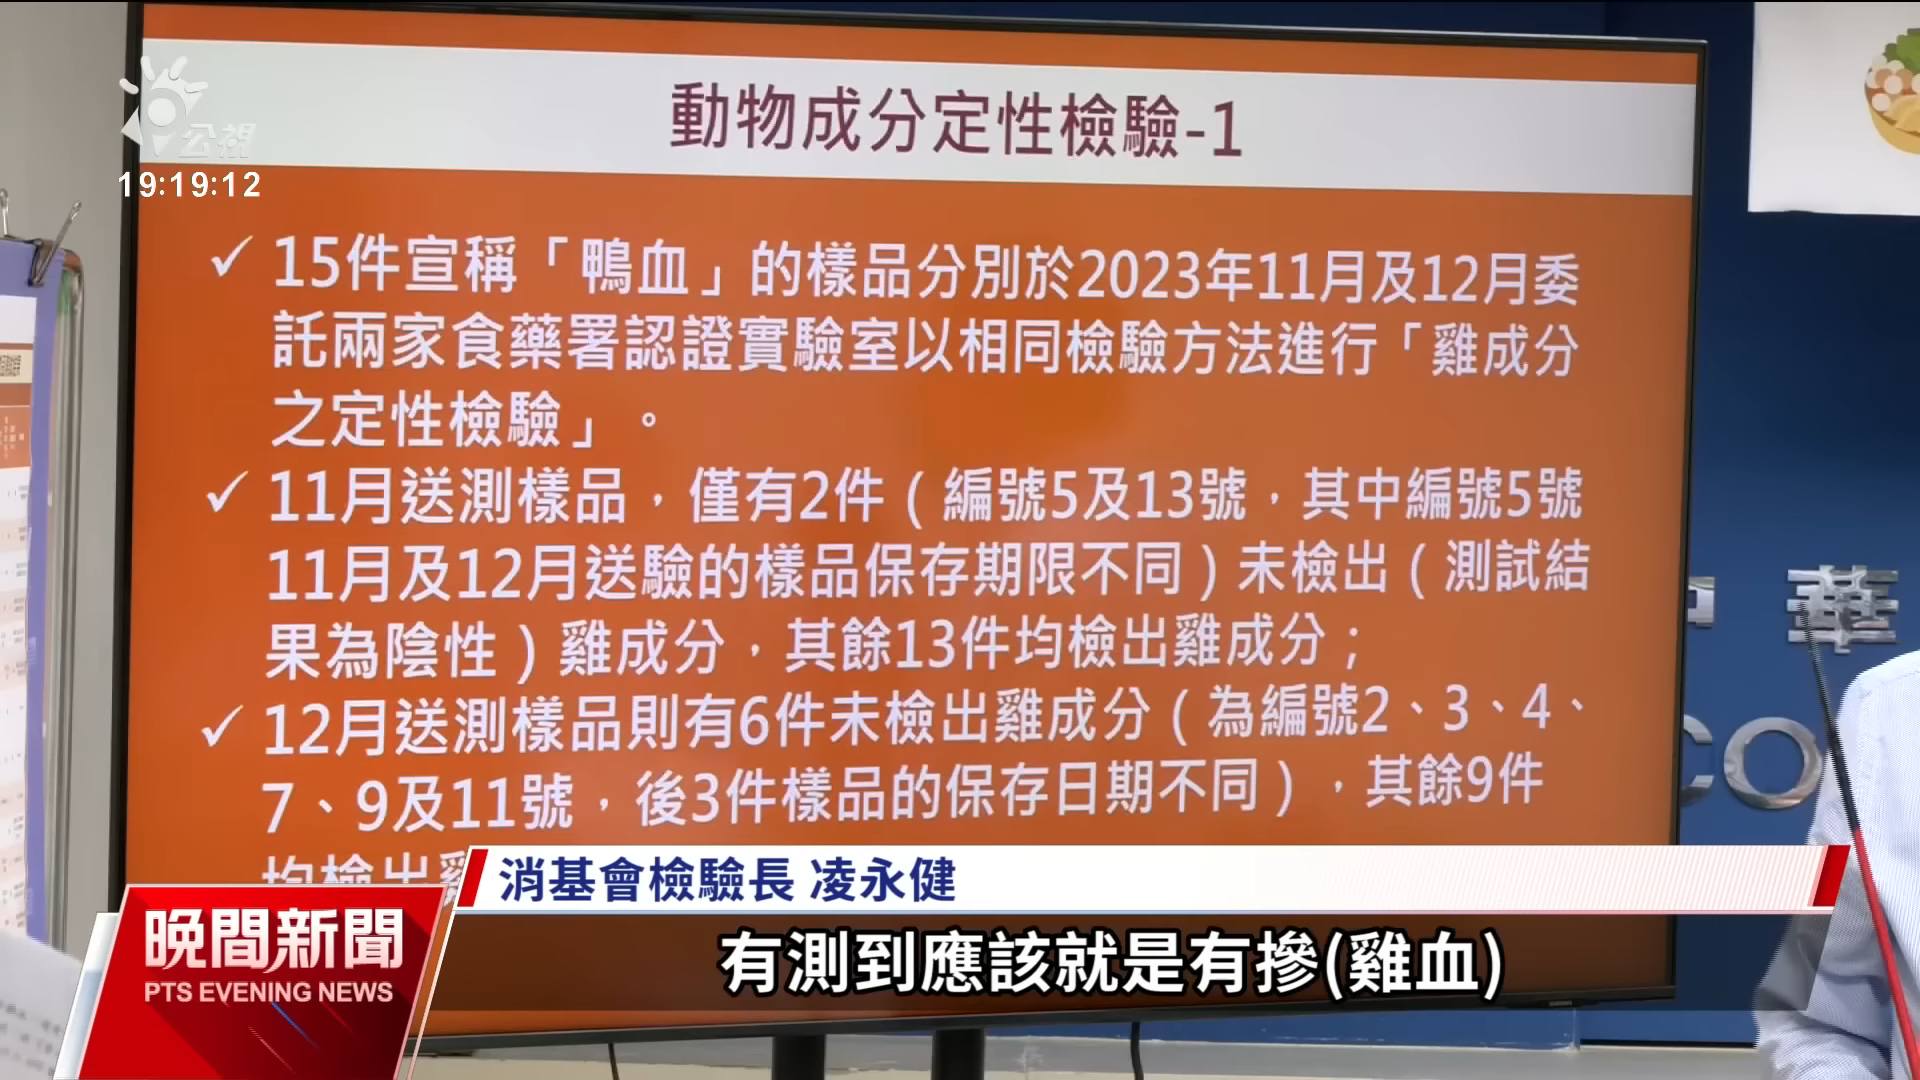 公視
19:19:12
動物成分定性檢驗-1
✓ 15件宣稱「鴨血」的樣品分別於2023年11月及12月委
託兩家食藥署認證實驗室以相同檢驗方法進行「雞成分
之定性檢驗」。
✓ 11月送測樣品，僅有2件（編號5及13號，其中編號5號
11月及12月送驗的樣品保存期限不同）未檢出（測試結
果為陰性）雞成分，其餘13件均檢出雞成分；
✓ 12月送測樣品則有6件未檢出雞成分（為編號2、3、4、
7、9及11號，後3件樣品的保存日期不同），其餘9件
均檢出雞
華
CO
消基會檢驗長 凌永健
有測到應該就是有摻(雞血)
晚間新聞
PTS EVENING NEWS